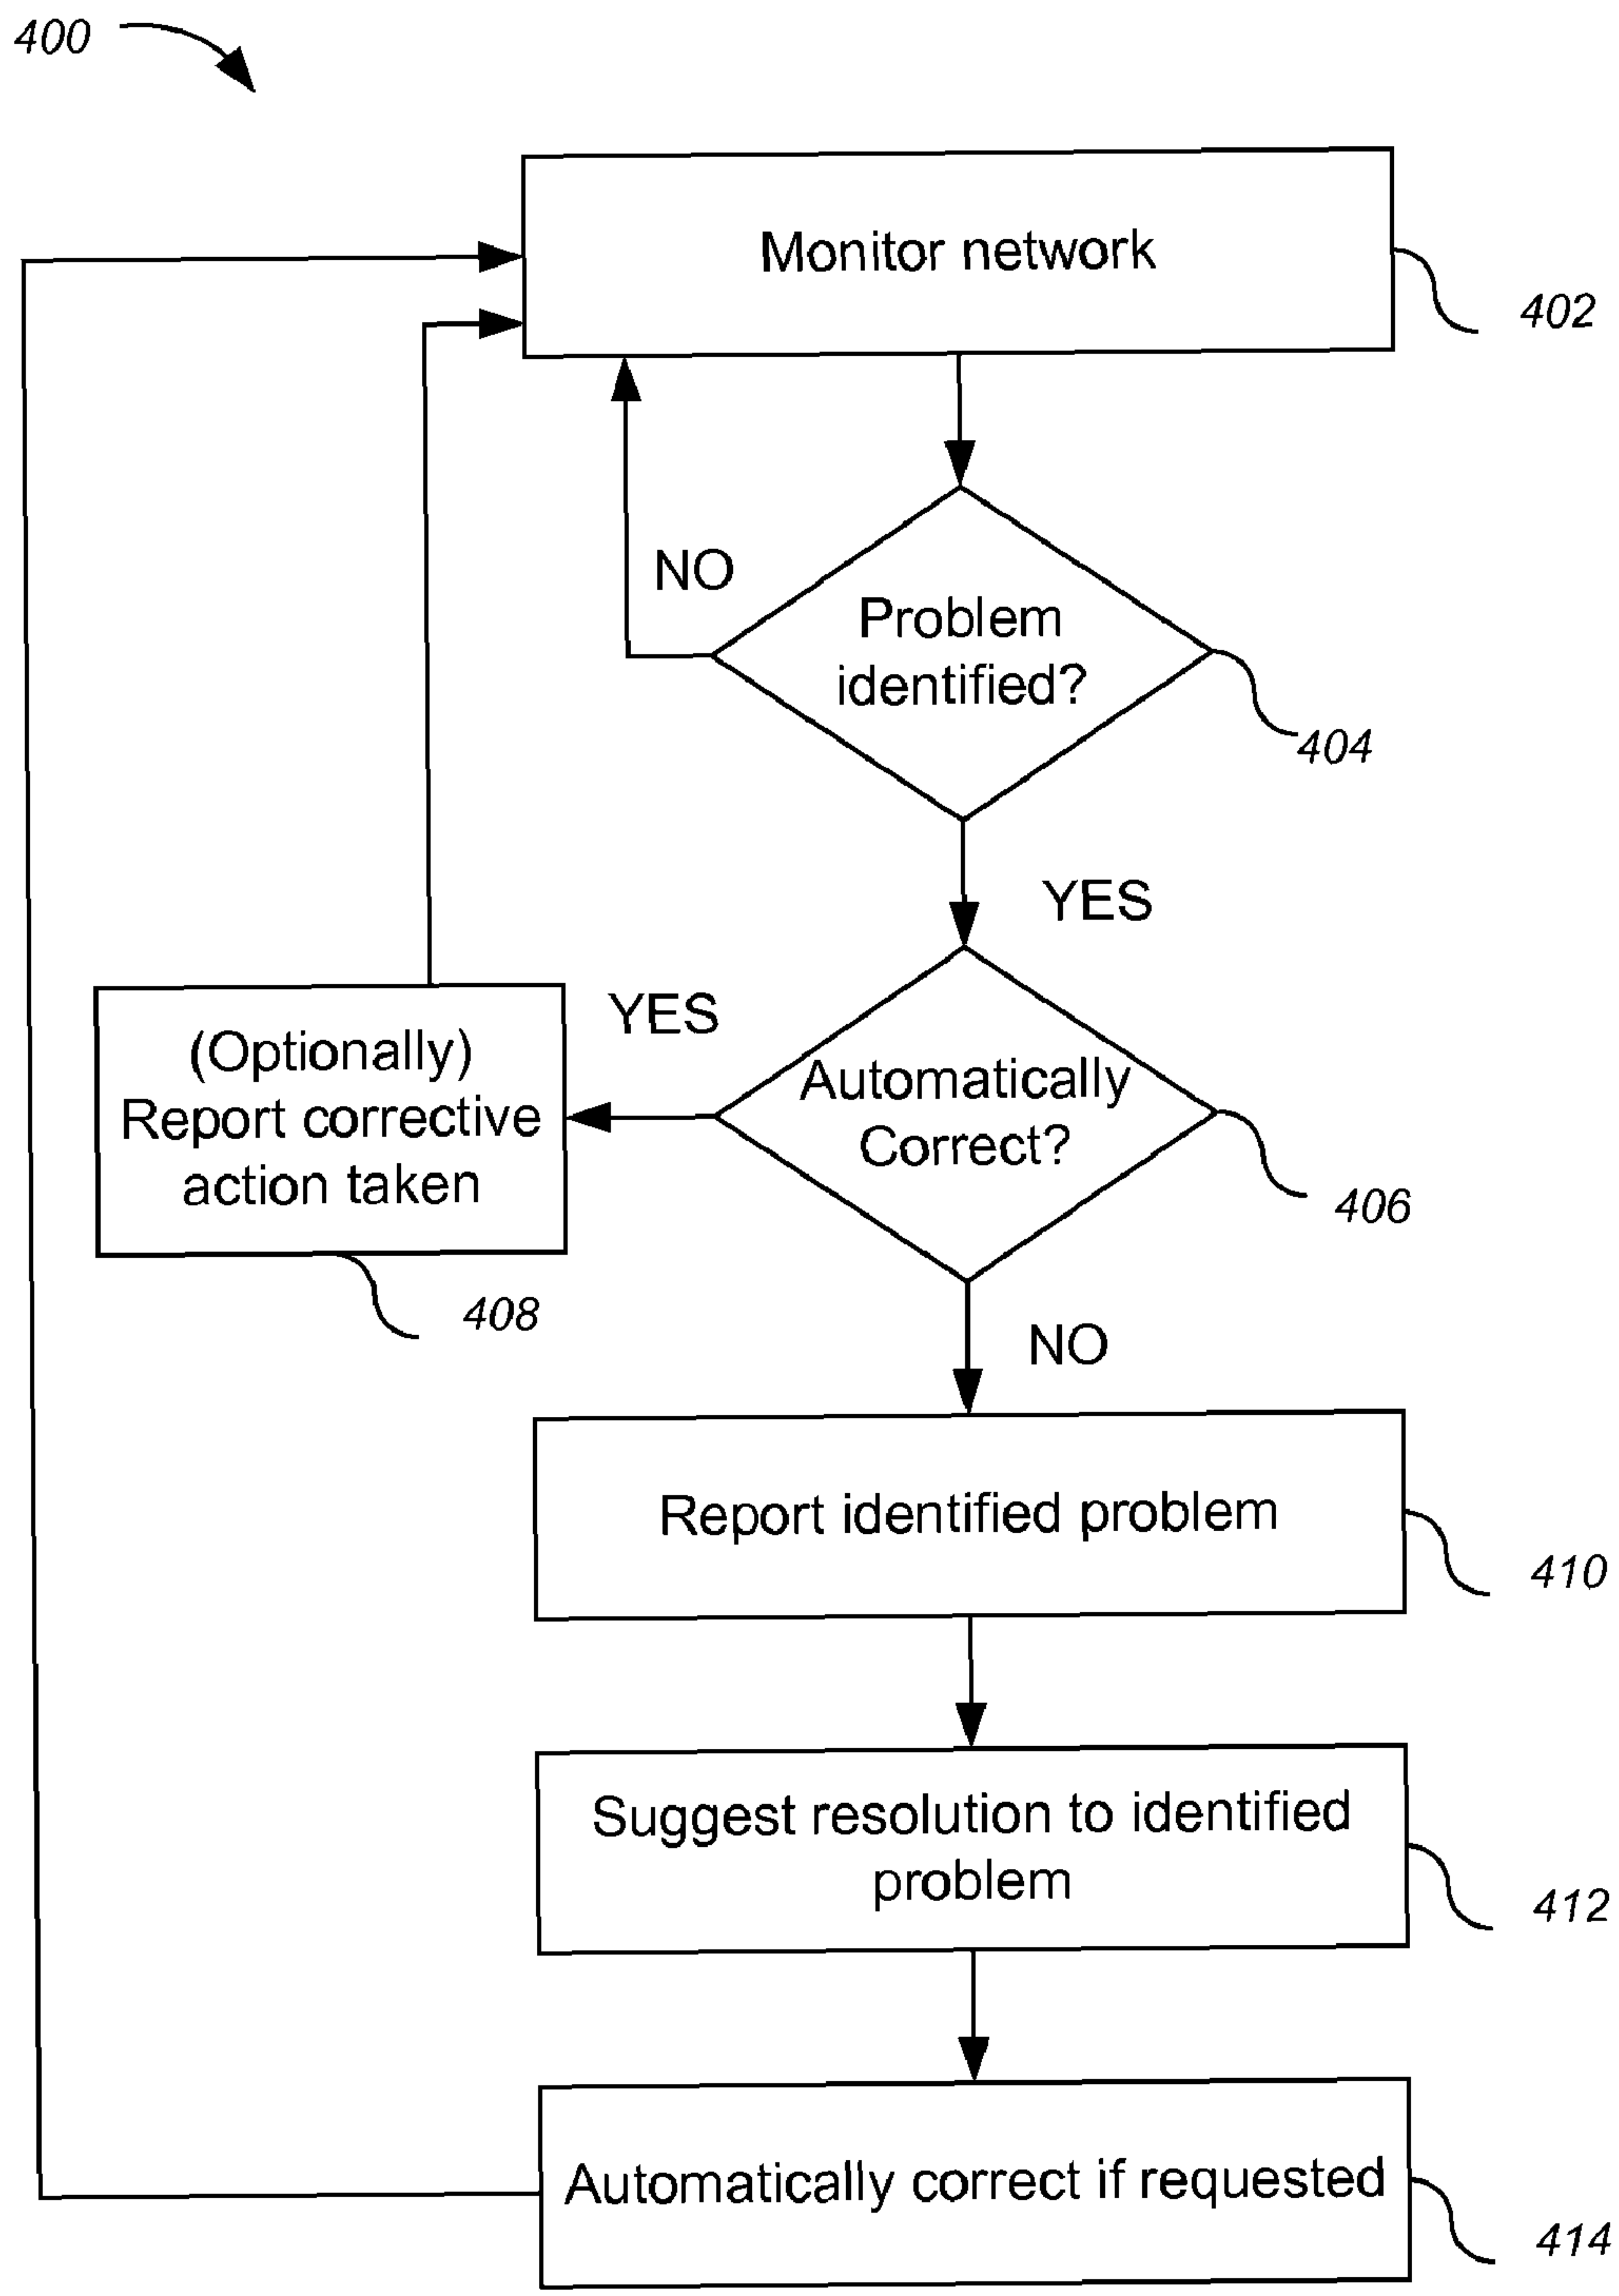 400
Monitor network
402
NO
Problem
identified?
404
YES
YES
(Optionally)
Report corrective
action taken
Automatically
Correct?
406
408
NO
Report identified problem
410
Suggest resolution to identified
problem
412
Automatically correct if requested
414